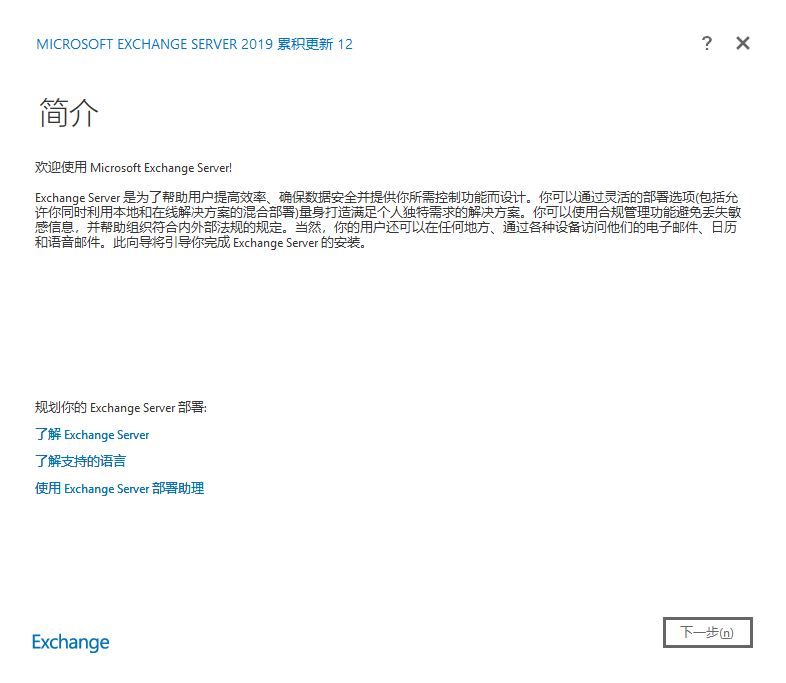 MICROSOFT EXCHANGE SERVER 2019 累积更新 12
?
简介
欢迎使用 Microsoft Exchange Server!
Exchange Server 是为了帮助用户提高效率、确保数据安全并提供你所需控制功能而设计。你可以通过灵活的部署选项(包括允
许你同时利用本地和在线解决方案的混合部署)量身打造满足个人独特需求的解决方案。你可以使用合规管理功能避免丢失敏
感信息，并帮助组织符合内外部法规的规定。当然，你的用户还可以在任何地方、通过各种设备访问他们的电子邮件、日历
和语音邮件。此向导将引导你完成 Exchange Server 的安装。
规划你的 Exchange Server 部署:
了解 Exchange Server
了解支持的语言
使用 Exchange Server 部署助理
Exchange
下一步(n)